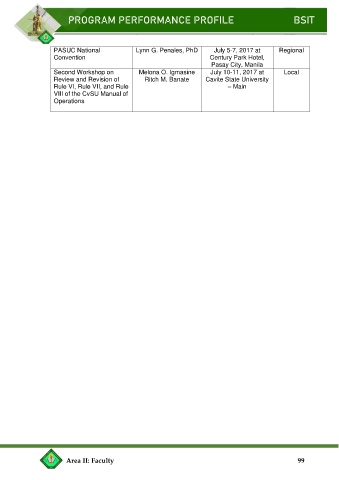 PROGRAM PERFORMANCE PROFILE BSIT
PASUC National Lynn G. Penales, PhD July 5-7, 2017 at Regional
Convention Century Park Hotel,
Pasay City, Manila
Second Workshop on Melona O. Igmasine July 10-11, 2017 at Local
Review and Revision of Ritch M. Banate Cavite State University
Rule VI, Rule VII, and Rule – Main
VIII of the CvSU Manual of
Operations
Area II: Faculty 99